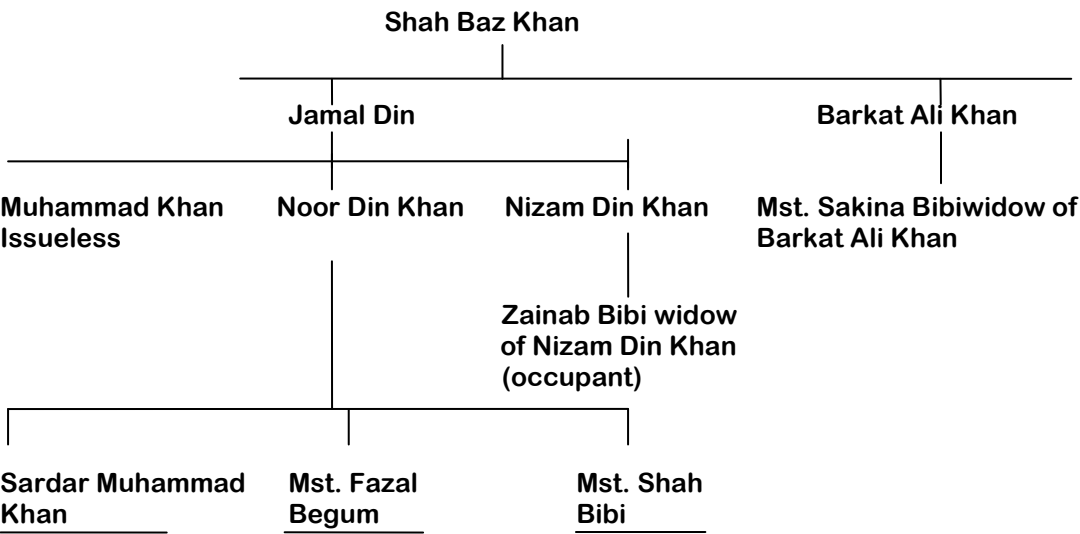 Shah Baz Khan
Jamal Din
Barkat Ali Khan
Muhammad Khan
Issueless
Noor Din Khan
Nizam Din Khan
Mst. Sakina Bibiwidow of
Barkat Ali Khan
Zainab Bibi widow
of Nizam Din Khan
(occupant)
Sardar Muhammad
Khan
Mst. Fazal
Begum
Mst. Shah
Bibi